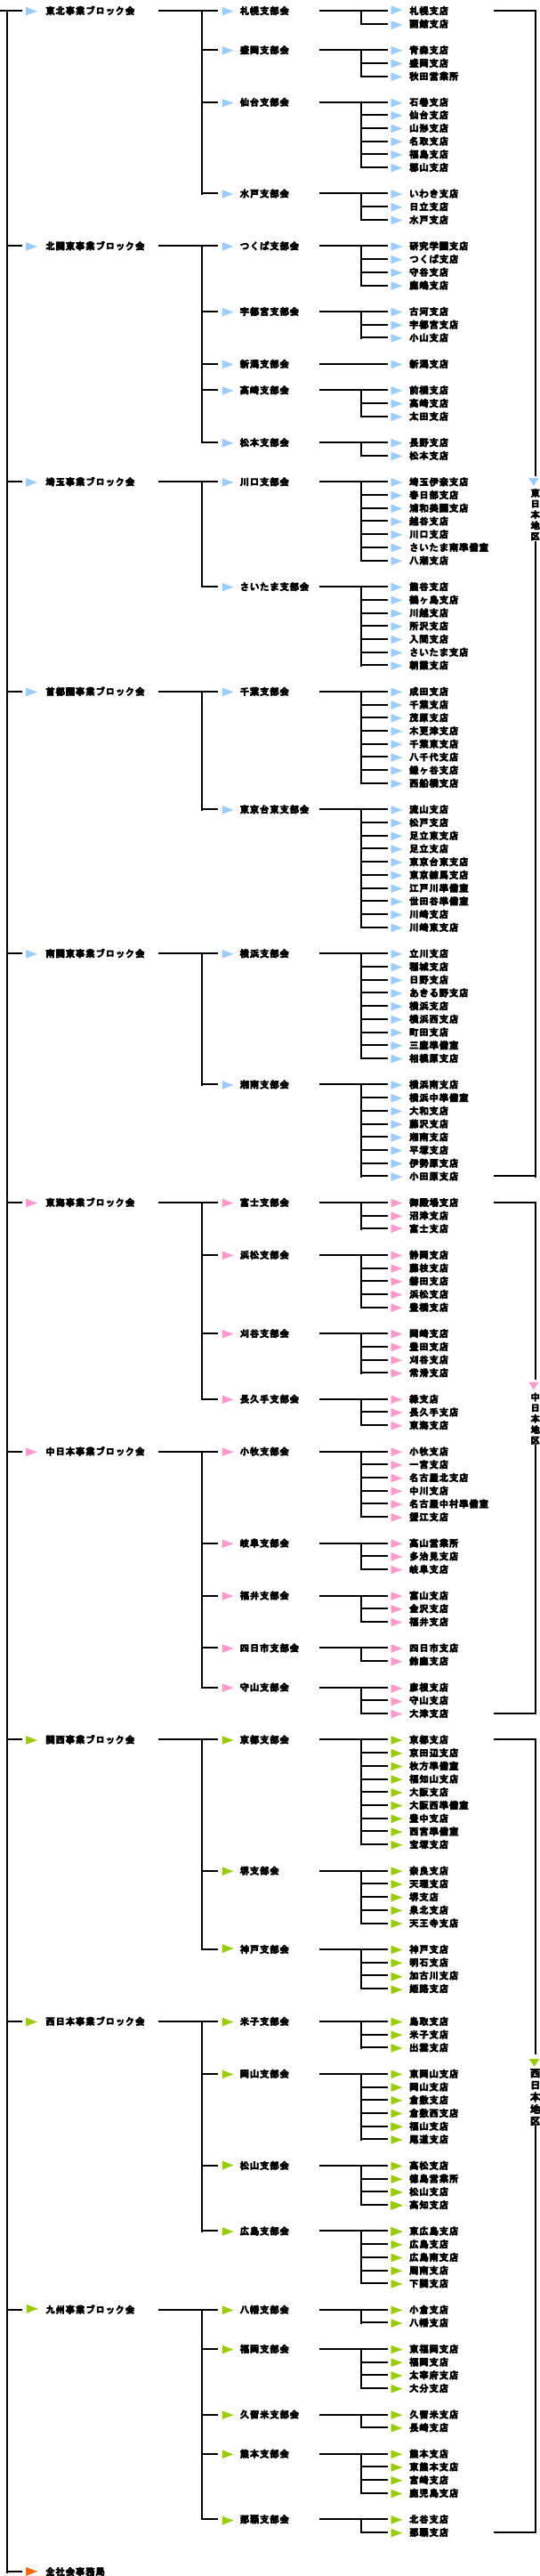 東北事業ブロック会 札幌支部会 札幌支店
函館支店
盛岡支部会 青森支店
盛岡支店
秋田営業所
仙台支部会 石巻支店
仙台支店
山形支店
名取支店
福島支店
郡山支店
水戸支部会 いわき支店
日立支店
水戸支店
北関東事業ブロック会 つくば支部会 研究学園支店
つくば支店
守谷支店
鹿嶋支店
宇都宮支部会 古河支店
宇都宮支店
小山支店
新潟支部会 新潟支店
高崎支部会 前橋支店
高崎支店
太田支店
松本支部会 長野支店
松本支店
埼玉事業ブロック会 川口支部会 埼玉伊奈支店
東日本地区
春日部支店
浦和美園支店
越谷支店
川口支店
さいたま南準備室
八潮支店
さいたま支部会 熊谷支店
鶴ヶ島支店
川越支店
所沢支店
入間支店
さいたま支店
朝霞支店
首都圏事業ブロック会 千葉支部会 成田支店
千葉支店
茂原支店
木更津支店
千葉東支店
八千代支店
鎌ヶ谷支店
西船橋支店
東京台東支部会 流山支店
松戸支店
足立東支店
足立支店
東京台東支店
東京練馬支店
江戸川準備室
世田谷準備室
川崎支店
川崎東支店
南関東事業ブロック会 横浜支部会 立川支店
稲城支店
日野支店
あきる野支店
横浜支店
横浜西支店
町田支店
三鷹準備室
相模原支店
湘南支部会 横浜南支店
横浜中準備室
大和支店
藤沢支店
湘南支店
平塚支店
伊勢原支店
小田原支店
東海事業ブロック会 富士支部会 御殿場支店
沼津支店
富士支店
浜松支部会 静岡支店
藤枝支店
磐田支店
浜松支店
豊橋支店
刈谷支部会 岡崎支店
豊田支店
刈谷支店
常滑支店
中日本地区
長久手支部会 緑支店
長久手支店
東海支店
中日本事業ブロック会 小牧支部会 小牧支店
一宮支店
名古屋北支店
中川支店
名古屋中村準備室
蟹江支店
岐阜支部会 高山営業所
多治見支店
岐阜支店
福井支部会 富山支店
金沢支店
福井支店
四日市支部会 四日市支店
鈴鹿支店
守山支部会 彦根支店
守山支店
大津支店
関西事業ブロック会 京都支部会 京都支店
京田辺支店
枚方準備室
福知山支店
大阪支店
大阪西準備室
豊中支店
西宮準備室
宝塚支店
堺支部会 奈良支店
天理支店
堺支店
泉北支店
天王寺支店
神戸支部会 神戸支店
明石支店
加古川支店
姫路支店
西日本事業ブロック会 米子支部会 鳥取支店
米子支店
出雲支店
西日本地区
岡山支部会 東岡山支店
岡山支店
倉敷支店
倉敷西支店
福山支店
尾道支店
松山支部会 高松支店
徳島営業所
松山支店
高知支店
広島支部会 東広島支店
広島支店
広島南支店
周南支店
下関支店
九州事業ブロック会 八幡支部会 小倉支店
八幡支店
福岡支部会 東福岡支店
福岡支店
太宰府支店
大分支店
久留米支部会 久留米支店
長崎支店
熊本支部会 熊本支店
東熊本支店
宮崎支店
鹿児島支店
那覇支部会 北谷支店
那覇支店
全社会事務局